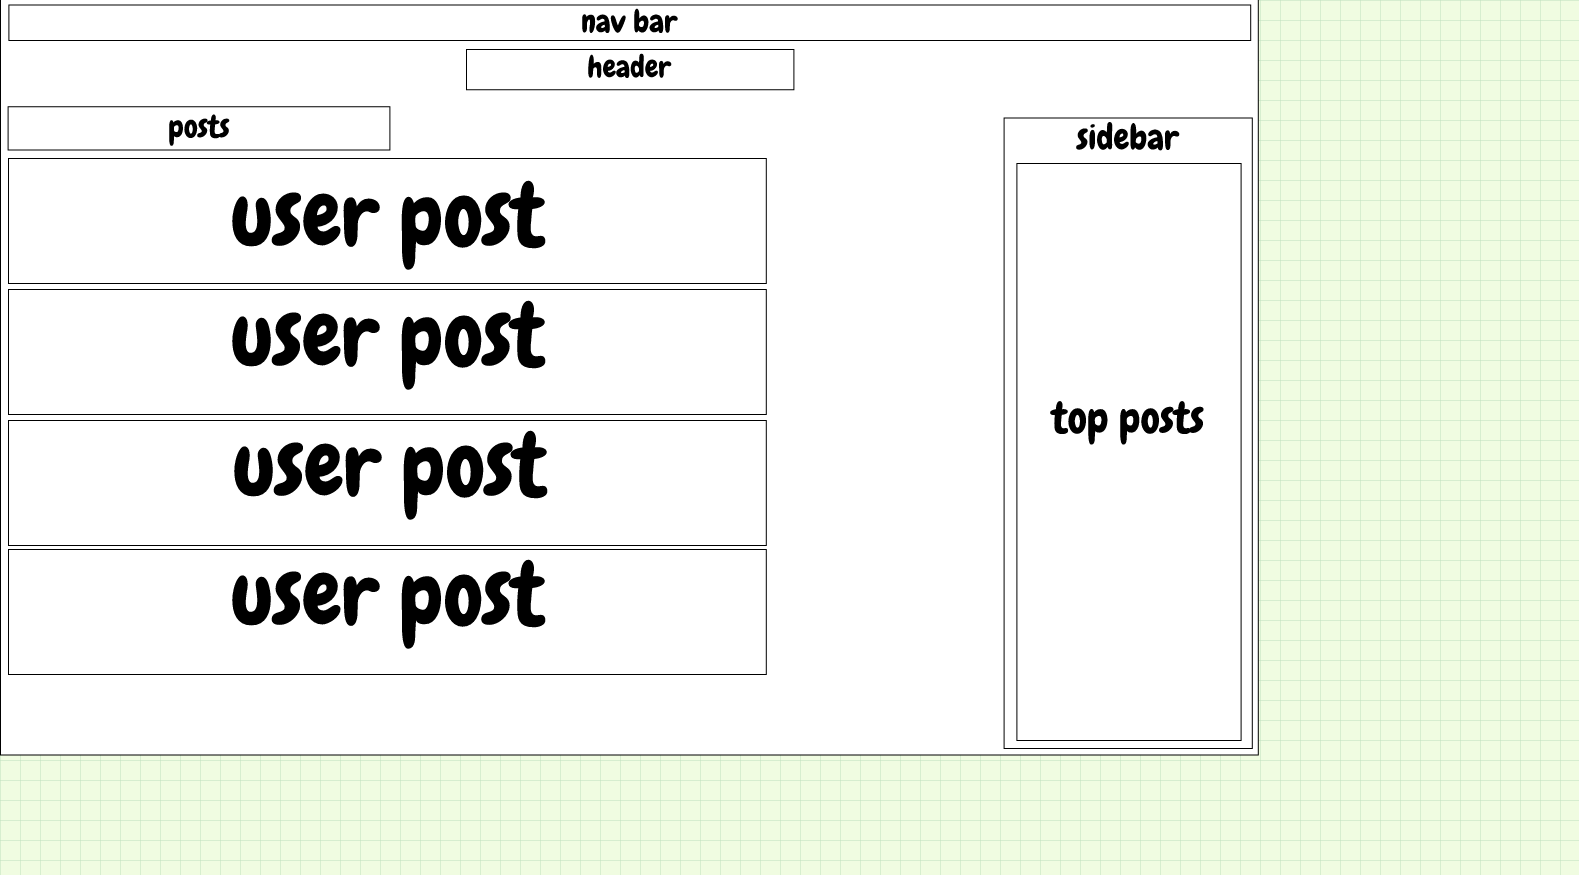 nav bar
header
posts
user post
user post
user post
user post
sidebar
top posts